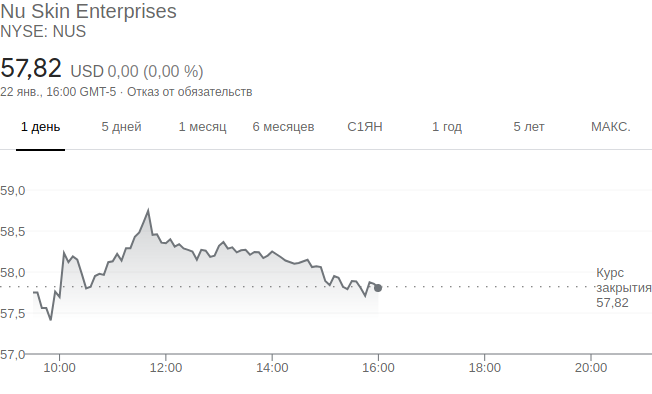 Nu Skin Enterprises
NYSE: NUS
57,82 USD 0,00 (0,00 %)
22 янв., 16:00 GMT-5 · Отказ от обязательств
1 день 5 дней 1 месяц 6 месяцев С1ЯН 1 год 5 лет МАКС.
59,0
58,5
58,0
Курс
закрытия
57,82
57,5
57,0
10:00 12:00 14:00 16:00 18:00 20:00